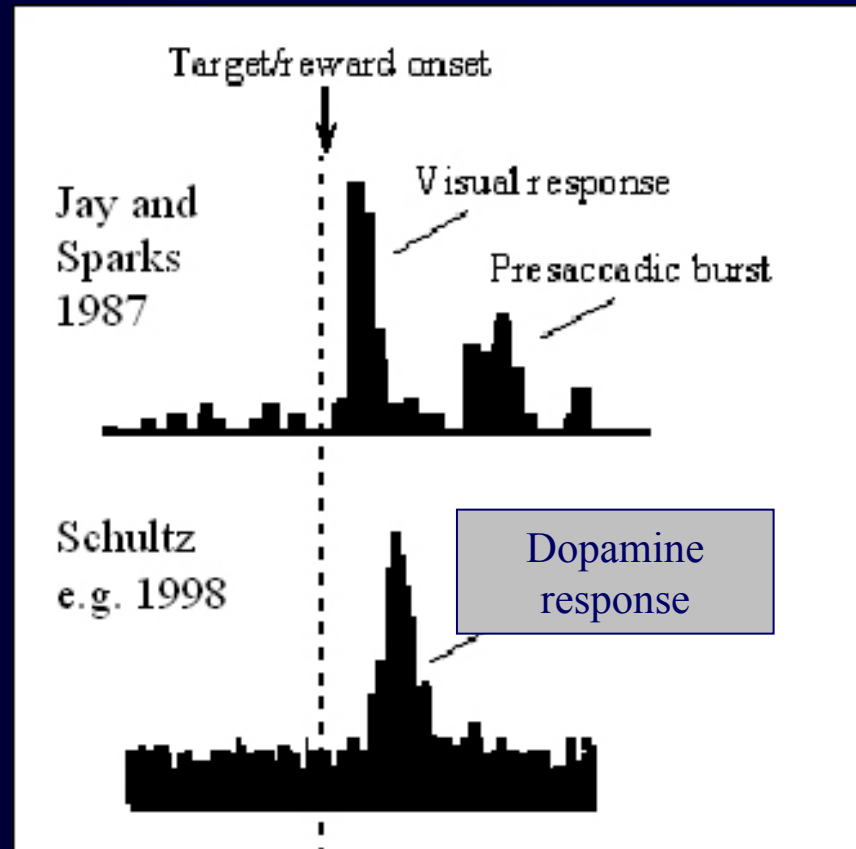 Target/reward onset
Jay and
Sparks
1987
Visual response
Presaccadic burst
Schultz
e.g. 1998
Dopamine
response